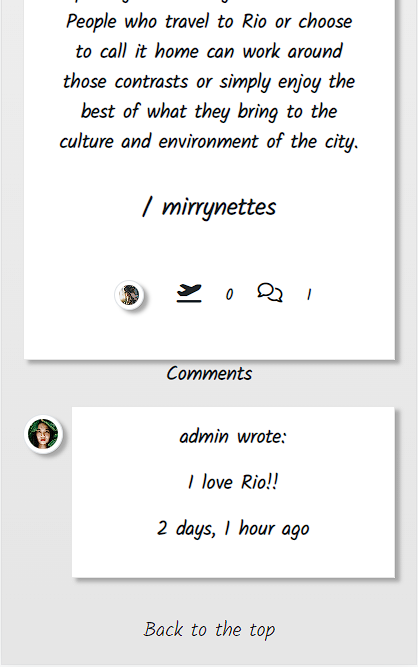 People who travel to Rio or choose
to call it home can work around
those contrasts or simply enjoy the
best of what they bring to the
culture and environment of the city.
/ mirrynettes
0 1
Comments
admin wrote:
I love Rio!!
2 days, 1 hour ago
Back to the top